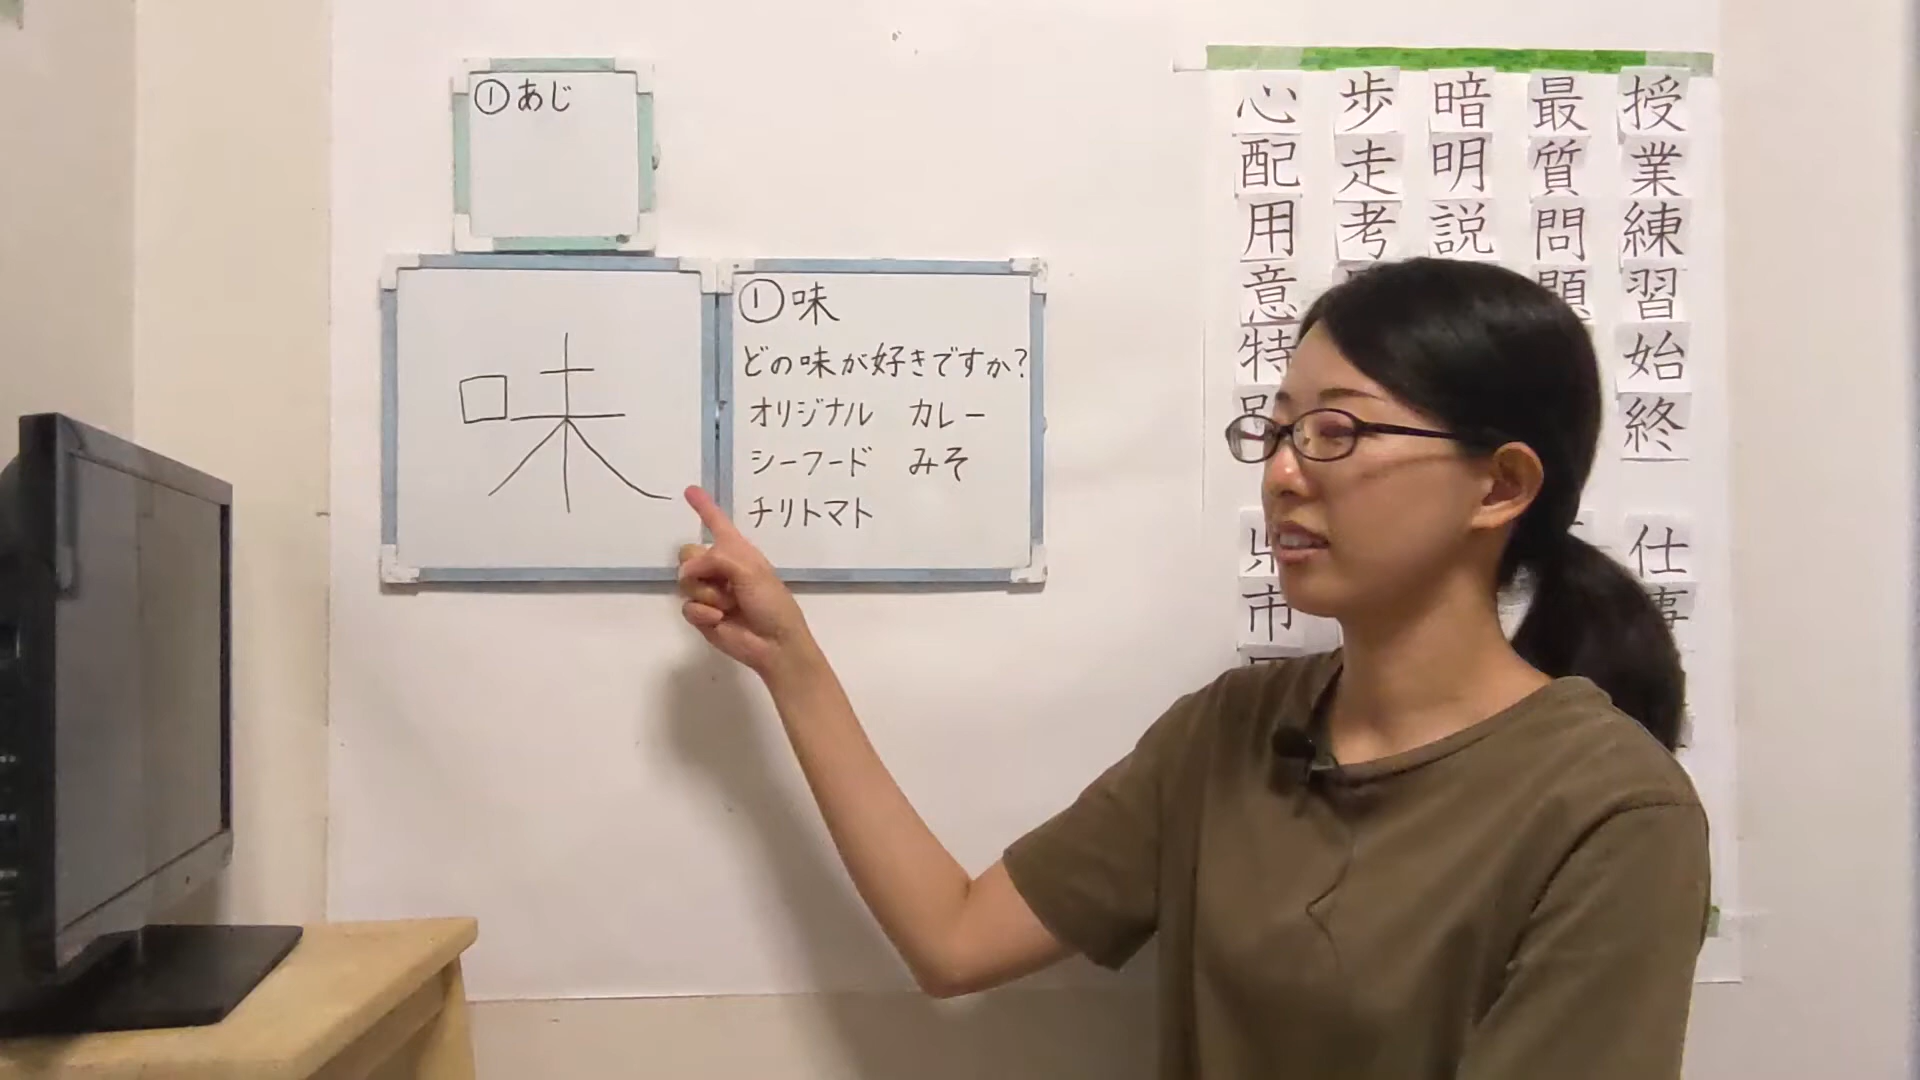 ①あじ
味
①味
どの味が好きですか?
オリジナル カレー
シーフード みそ
チリトマト
授業練習始終
仕事
最質問題
暗明説
歩走考
心配用意特別
市